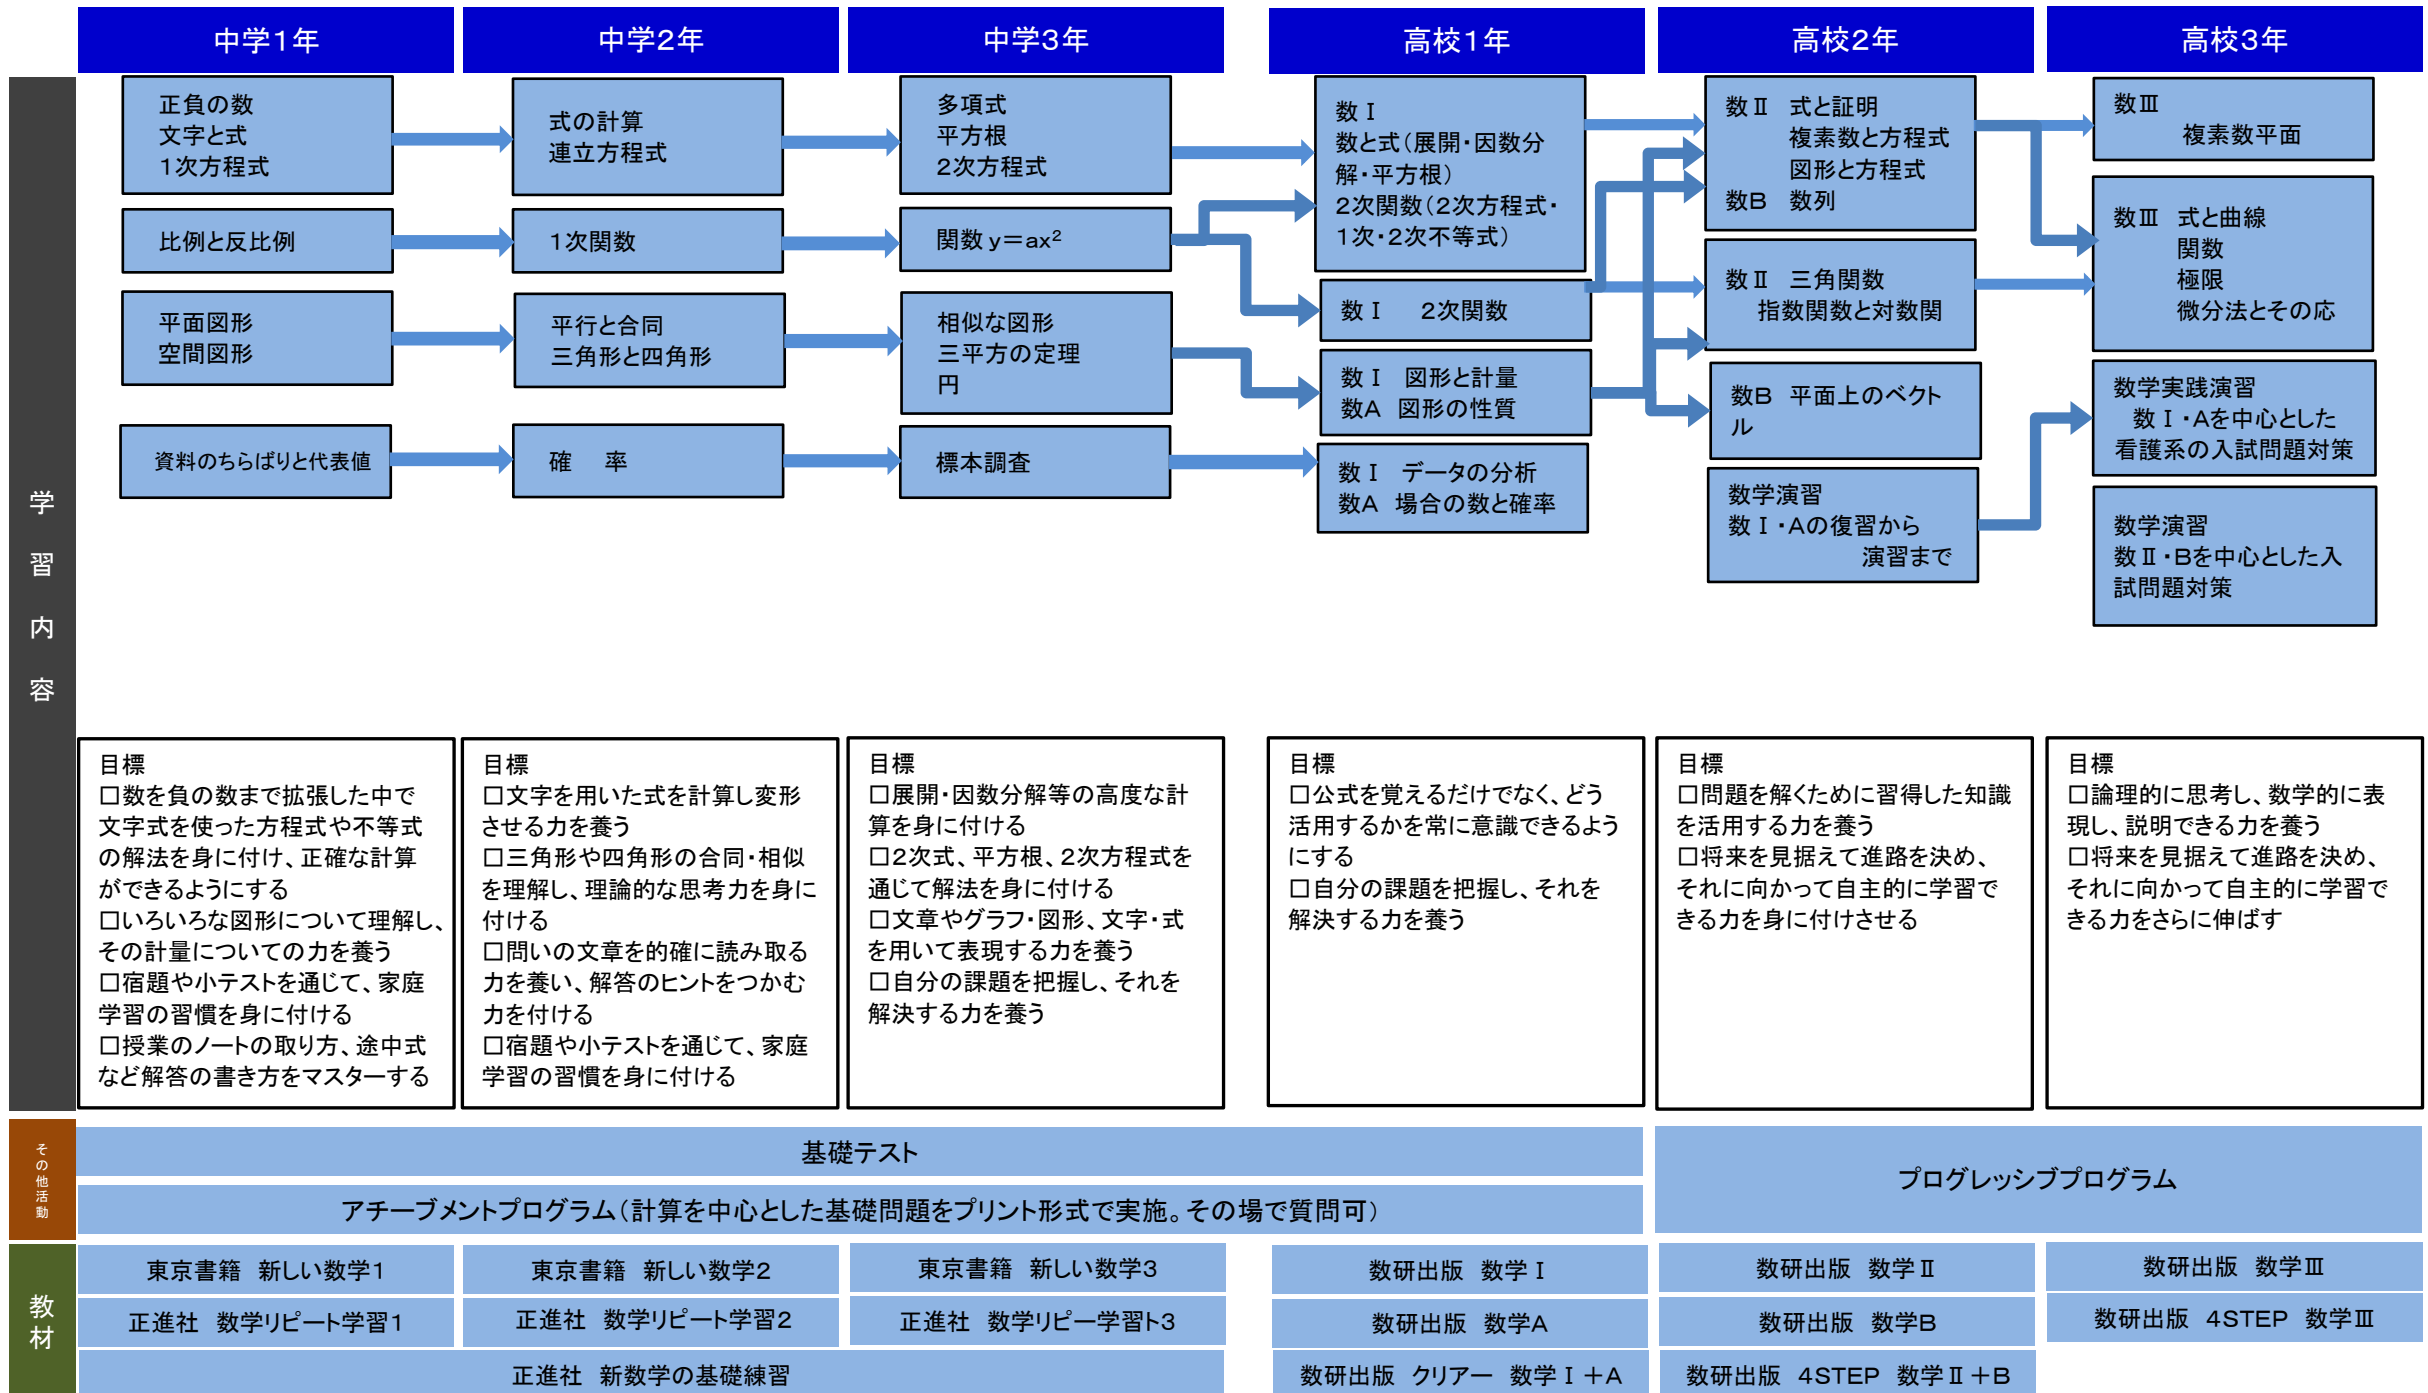 中学1年
中学2年
中学3年
高校1年
高校2年
高校3年
学習内容
正負の数
文字と式
1次方程式
比例と反比例
平面図形
空間図形
資料のちらばりと代表値
式の計算
連立方程式
1次関数
平行と合同
三角形と四角形
確　率
多項式
平方根
2次方程式
関数 y＝ax²
相似な図形
三平方の定理
円
標本調査
数Ⅰ
数と式(展開・因数分
解・平方根)
2次関数(2次方程式・
1次・2次不等式)
数Ⅰ　2次関数
数Ⅰ　図形と計量
数A　図形の性質
数Ⅰ　データの分析
数A　場合の数と確率
数Ⅱ　式と証明
複素数と方程式
図形と方程式
数B　数列
数Ⅱ　三角関数
指数関数と対数関
数B　平面上のベクト
ル
数学演習
数Ⅰ・Aの復習から
演習まで
数Ⅲ
複素数平面
数Ⅲ　式と曲線
関数
極限
微分法とその応
数学実践演習
数Ⅰ・Aを中心とした
看護系の入試問題対策
数学演習
数Ⅱ・Bを中心とした入
試問題対策
目標
□数を負の数まで拡張した中で
文字式を使った方程式や不等式
の解法を身に付け、正確な計算
ができるようにする
□いろいろな図形について理解し、
その計量についての力を養う
□宿題や小テストを通じて、家庭
学習の習慣を身に付ける
□授業のノートの取り方、途中式
など解答の書き方をマスターする
目標
□文字を用いた式を計算し変形
させる力を養う
□三角形や四角形の合同・相似
を理解し、理論的な思考力を身に
付ける
□問いの文章を的確に読み取る
力を養い、解答のヒントをつかむ
力を付ける
□宿題や小テストを通じて、家庭
学習の習慣を身に付ける
目標
□展開・因数分解等の高度な計
算を身に付ける
□2次式、平方根、2次方程式を
通じて解法を身に付ける
□文章やグラフ・図形、文字・式
を用いて表現する力を養う
□自分の課題を把握し、それを
解決する力を養う
目標
□公式を覚えるだけでなく、どう
活用するかを常に意識できるよう
にする
□自分の課題を把握し、それを
解決する力を養う
目標
□問題を解くために習得した知識
を活用する力を養う
□将来を見据えて進路を決め、
それに向かって自主的に学習で
きる力を身に付けさせる
目標
□論理的に思考し、数学的に表
現し、説明できる力を養う
□将来を見据えて進路を決め、
それに向かって自主的に学習で
きる力をさらに伸ばす
その他活動
基礎テスト
アチーブメントプログラム(計算を中心とした基礎問題をプリント形式で実施。その場で質問可)
プログレッシブプログラム
教材
東京書籍　新しい数学1
東京書籍　新しい数学2
東京書籍　新しい数学3
数研出版　数学Ⅰ
数研出版　数学Ⅱ
数研出版　数学Ⅲ
正進社　数学リピート学習1
正進社　数学リピート学習2
正進社　数学リピー学習ト3
数研出版　数学A
数研出版　数学B
数研出版　4STEP　数学Ⅲ
正進社　新数学の基礎練習
数研出版　クリアー　数学Ⅰ＋A
数研出版　4STEP　数学Ⅱ＋B